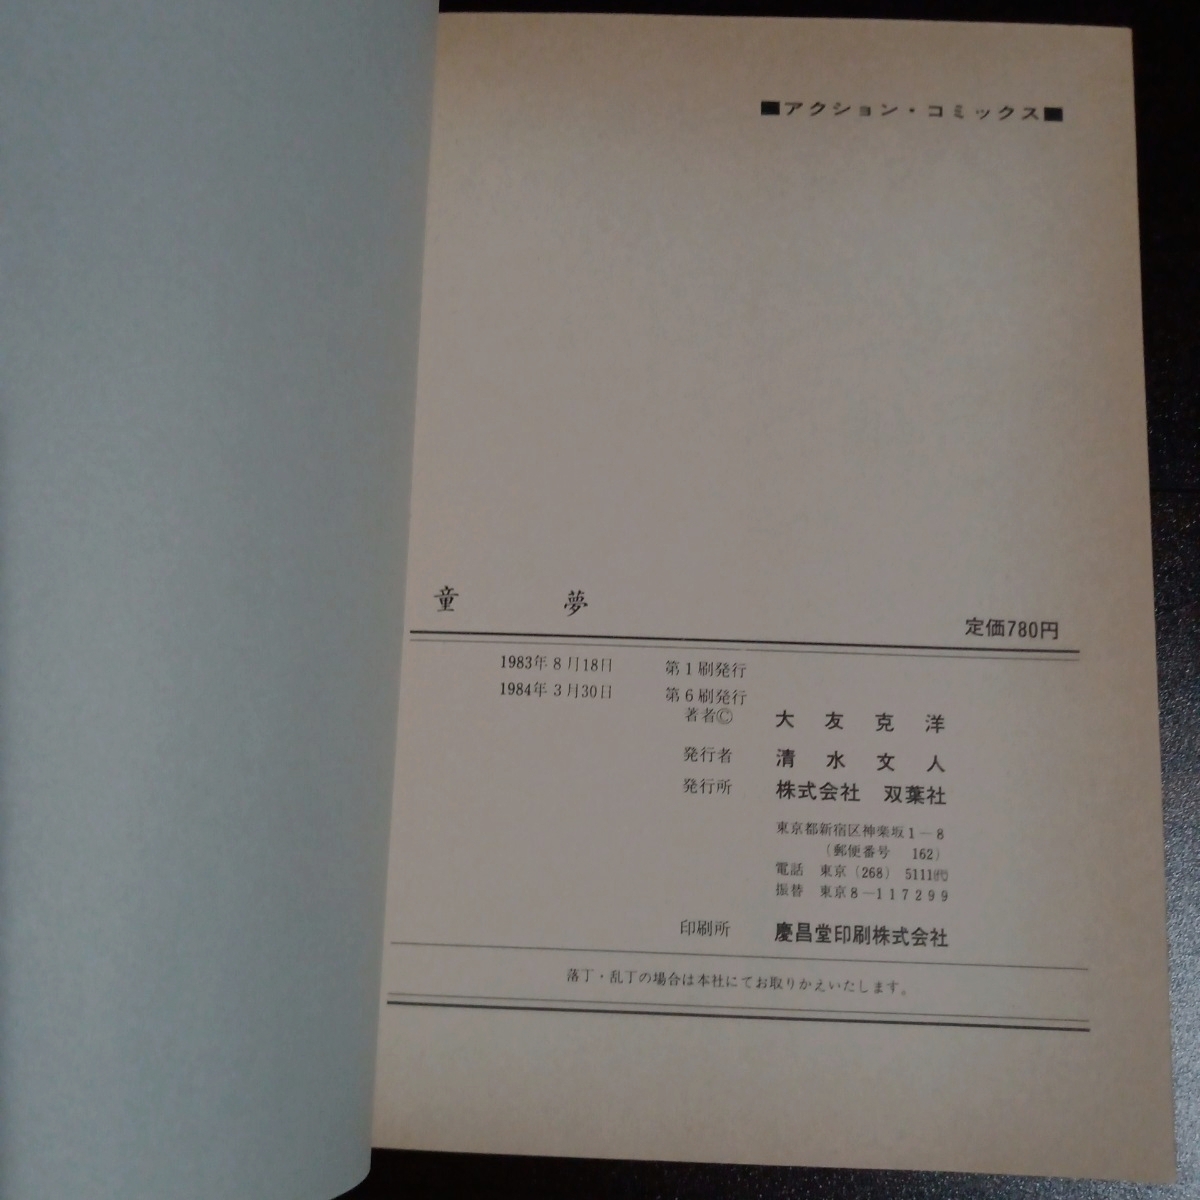 ■アクション・コミックス■
童夢
定価780円
1983年8月18日 第1刷発行
1984年3月30日 第6刷発行
著者© 大友克洋
発行者 清水文人
発行所 株式会社 双葉社
東京都新宿区神楽坂1―8
(郵便番号 162)
電話 東京(268) 5111㈹
振替 東京8―117299
印刷所 慶昌堂印刷株式会社
落丁・乱丁の場合は本社にてお取りかえいたします。